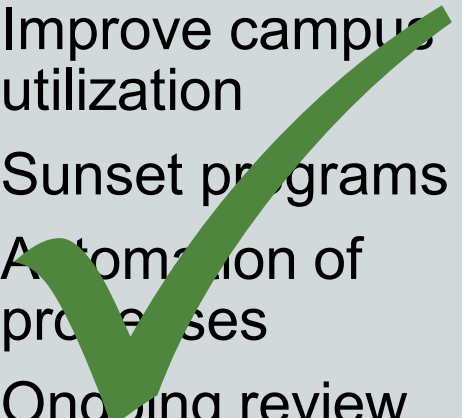 Improve campus
utilization
Sunset programs
Automation of
processes
Ongoing review